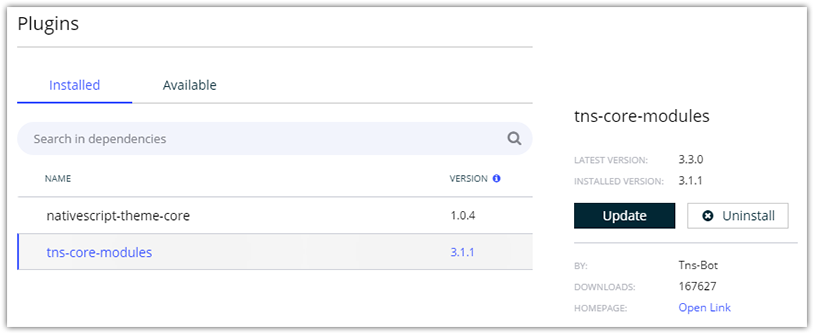 Plugins
Installed Available
Search in dependencies
NAME VERSION
nativescript-theme-core 1.0.4
tns-core-modules 3.1.1
tns-core-modules
LATEST VERSION: 3.3.0
INSTALLED VERSION: 3.1.1
Update Uninstall
BY: Tns-Bot
DOWNLOADS: 167627
HOMEPAGE: Open Link